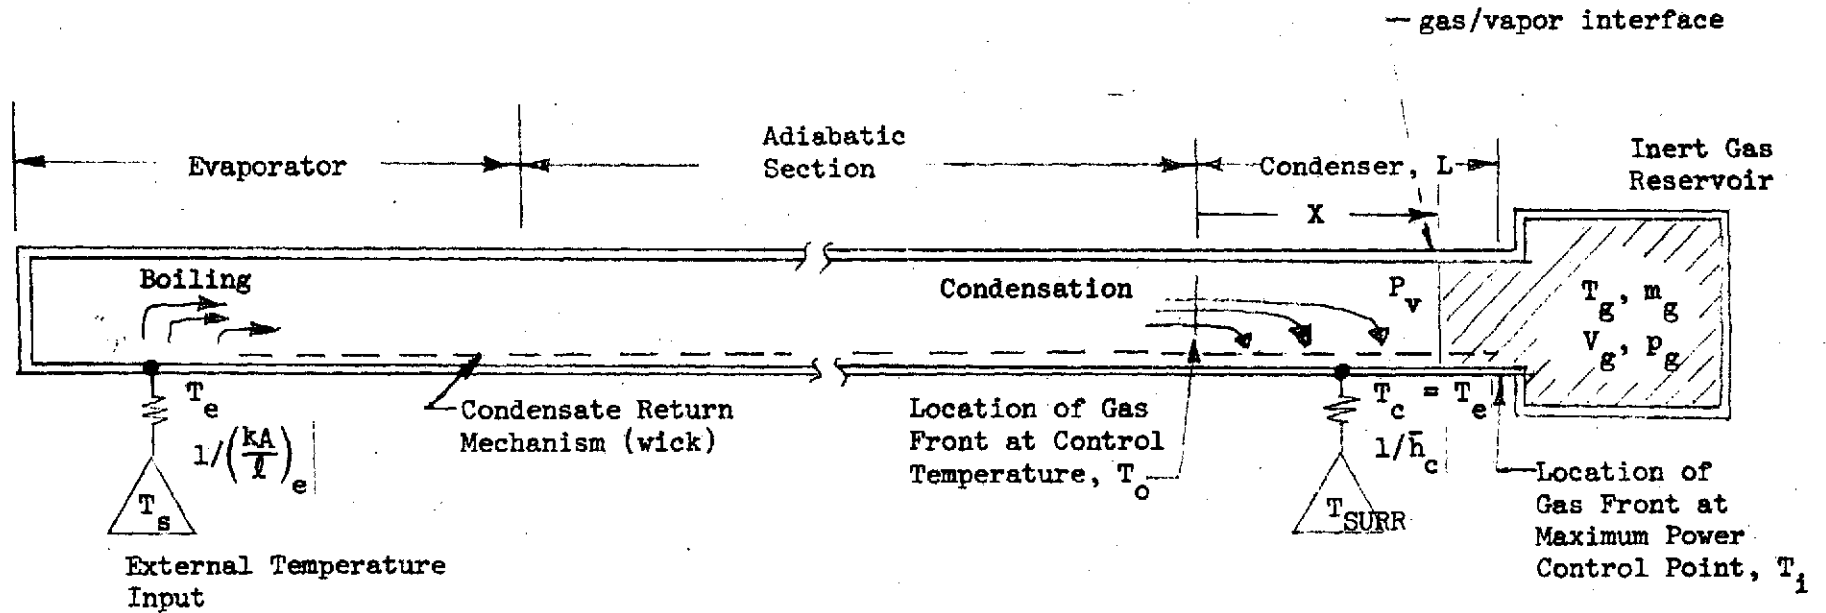 gas/vapor interface
Evaporator
Adiabatic
Section
Condenser, L
Inert Gas
Reservoir
X
Boiling
Condensation
P_v
T_g, m_g
V_g, p_g
T_e
1/(kA/ℓ)_e
T_s
External Temperature
Input
Condensate Return
Mechanism (wick)
Location of Gas
Front at Control
Temperature, T_o
T_c = T_e
1/h̄_c
T_SURR
Location of
Gas Front at
Maximum Power
Control Point, T_i